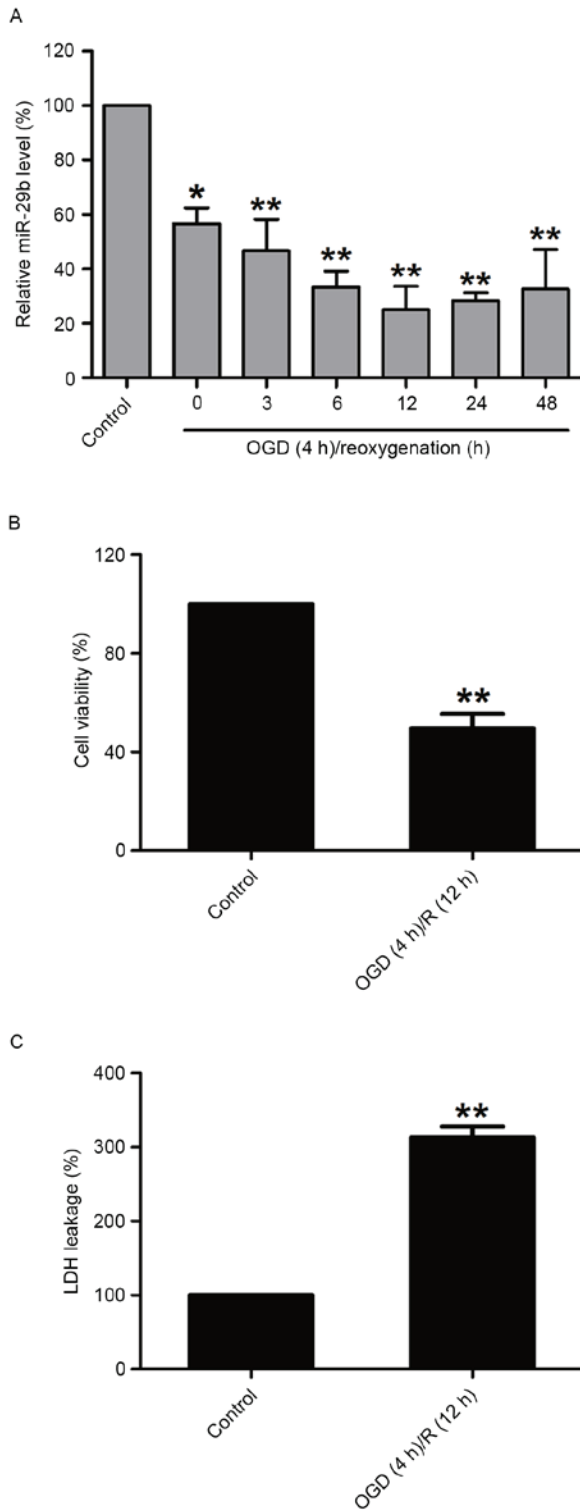 A
120
100
80
60
40
20
0
Relative miR-29b level (%)
* ** ** ** ** **
Control 0 3 6 12 24 48
OGD (4 h)/reoxygenation (h)
B
120
80
40
0
Cell viability (%)
**
Control OGD (4 h)/R (12 h)
C
400
300
200
100
0
LDH leakage (%)
**
Control OGD (4 h)/R (12 h)